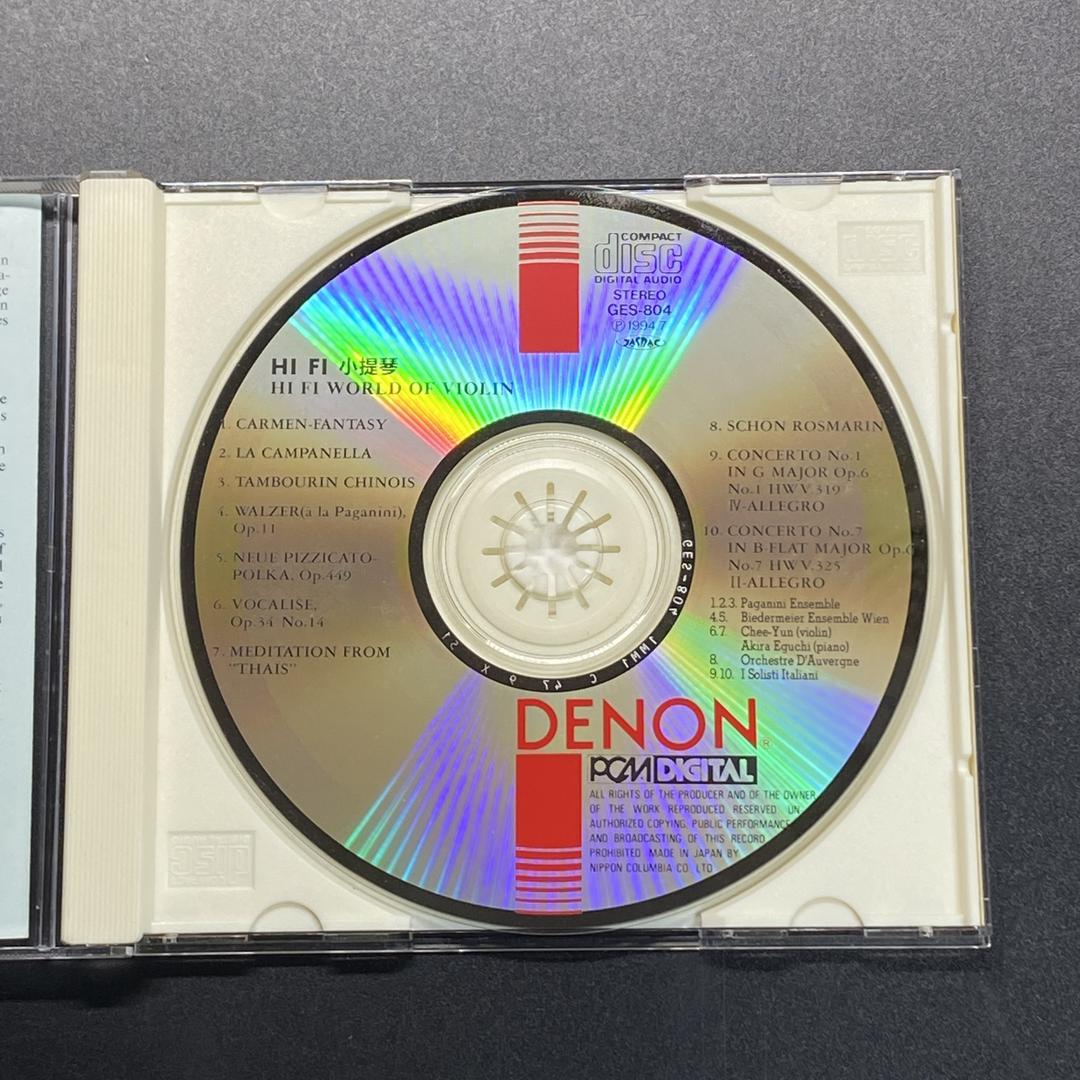 COMPACT
disc
DIGITAL AUDIO
STEREO
GES-804
Ⓟ 1994.7
JASRAC
HI FI 小提琴
HI FI WORLD OF VIOLIN
1. CARMEN-FANTASY
2. LA CAMPANELLA
3. TAMBOURIN CHINOIS
4. WALZER(à la Paganini),
Op.11
5. NEUE PIZZICATO-
POLKA, Op.449
6. VOCALISE,
Op.34 No.14
7. MEDITATION FROM
"THAIS"
8. SCHON ROSMARIN
9. CONCERTO No.1
IN G MAJOR Op.6
No.1 HWV.319
IV-ALLEGRO
10. CONCERTO No.7
IN B-FLAT MAJOR Op.6
No.7 HWV.325
II-ALLEGRO
1.2.3. Paganini Ensemble
4.5. Biedermeier Ensemble Wien
6.7. Chee-Yun (violin)
Akira Eguchi (piano)
8. Orchestre D'Auvergne
9.10. I Solisti Italiani
GES-804
DENON®
PCM DIGITAL
ALL RIGHTS OF THE PRODUCER AND OF THE OWNER
OF THE WORK REPRODUCED RESERVED. UN-
AUTHORIZED COPYING, PUBLIC PERFORMANCE
AND BROADCASTING OF THIS RECORD
PROHIBITED. MADE IN JAPAN BY
NIPPON COLUMBIA CO., LTD.